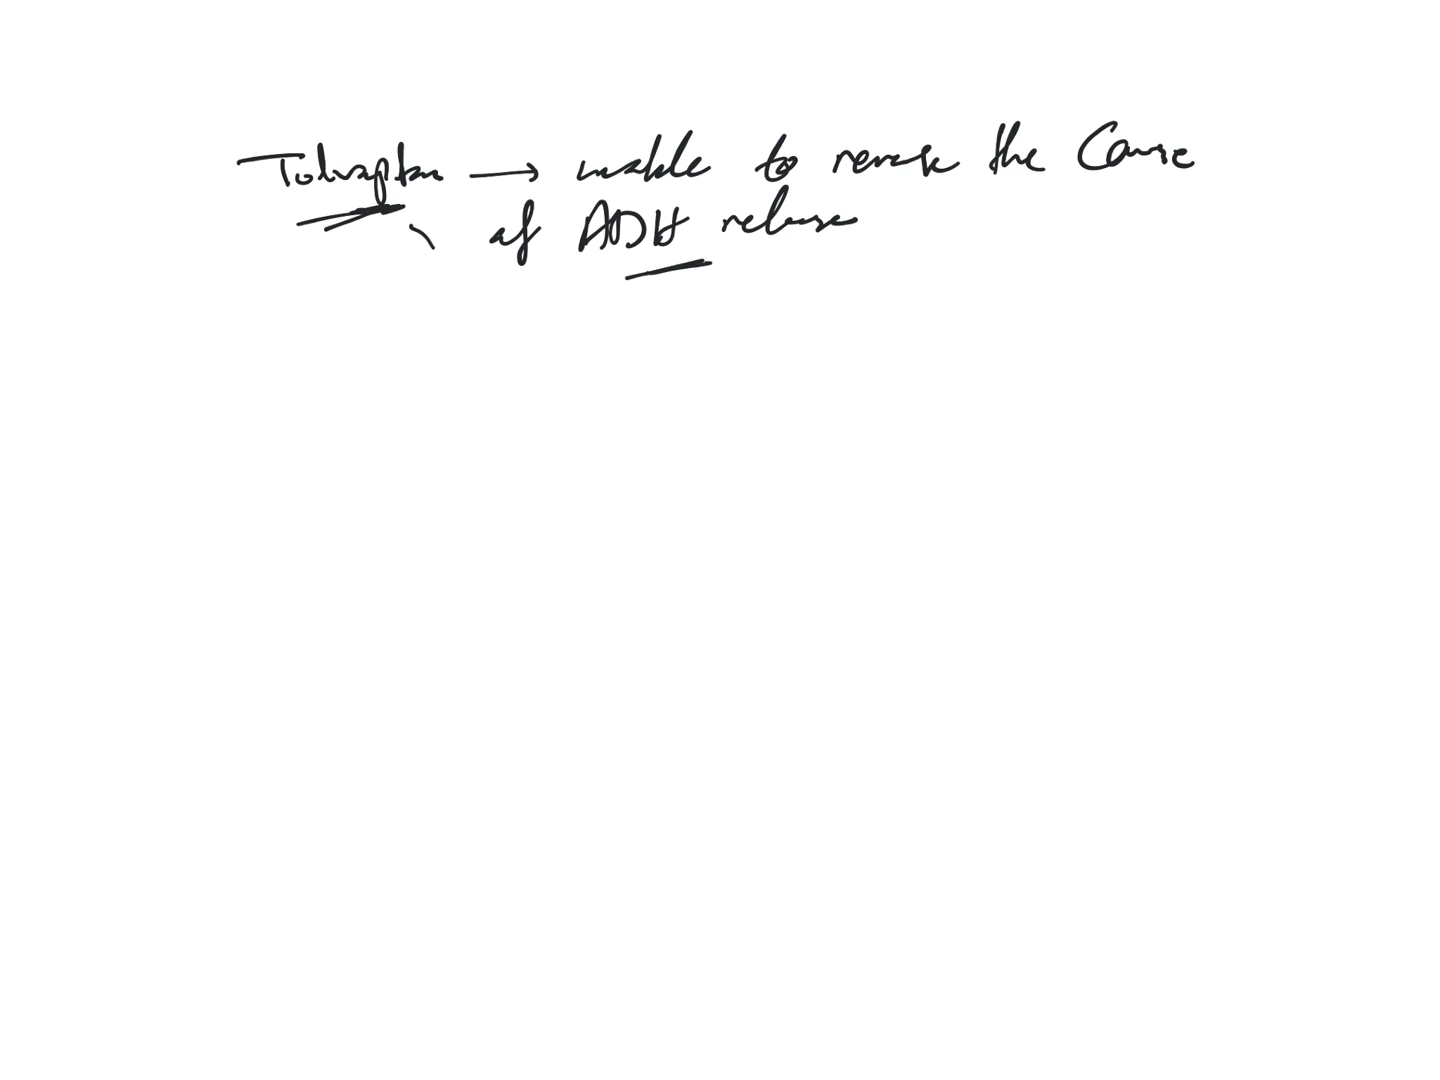 Tolvaptan → unable to reverse the Cause
of ADH release